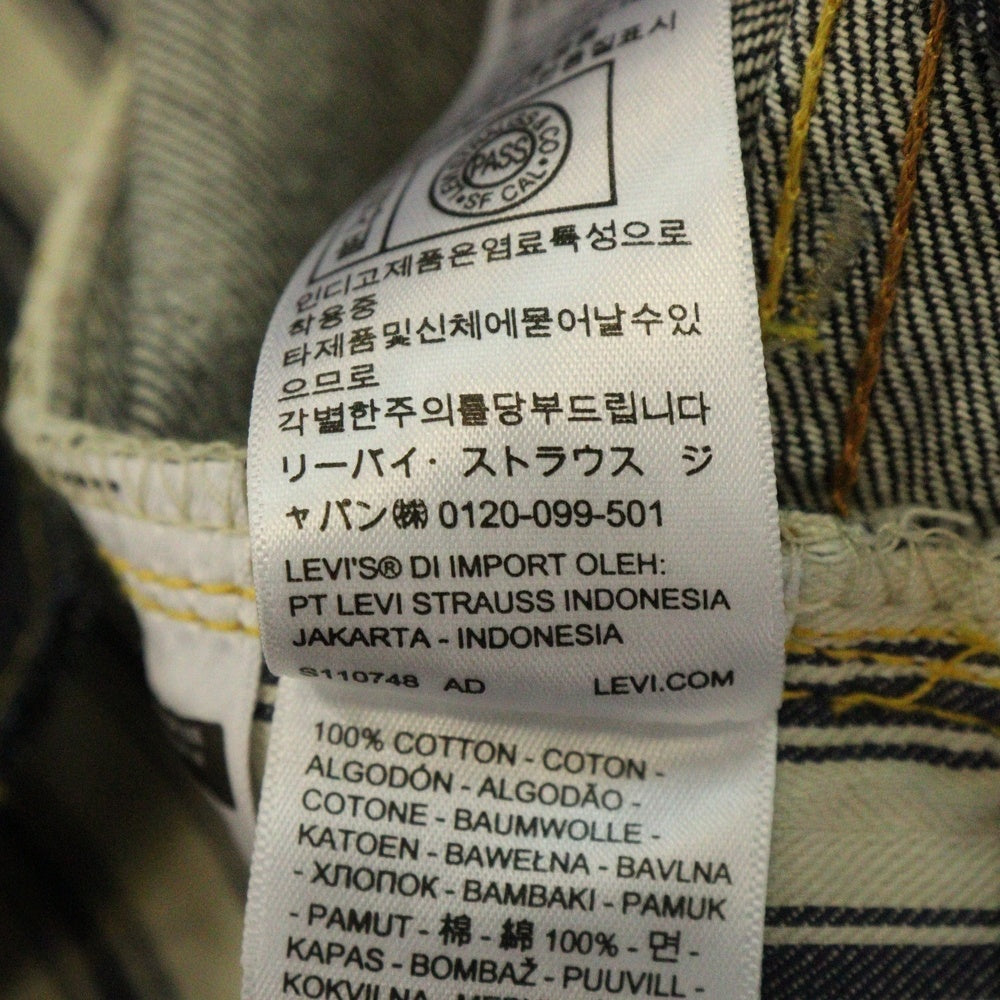 품질표시
PASS
SF CAL
인디고제품은염료특성으로
착용중
타제품및신체에묻어날수있
으므로
각별한주의를당부드립니다
リーバイ・ ストラウス ジ
ャパン㈱ 0120-099-501
LEVI'S® DI IMPORT OLEH:
PT LEVI STRAUSS INDONESIA
JAKARTA - INDONESIA
S110748 AD LEVI.COM
100% COTTON - COTON -
ALGODÓN - ALGODÃO -
COTONE - BAUMWOLLE -
KATOEN - BAWEŁNA - BAVLNA
- ХЛОПОК - BAMBAKI - PAMUK
- PAMUT - 棉 - 綿 100% - 면 -
KAPAS - BOMBAŽ - PUUVILL -
KOKVILNA